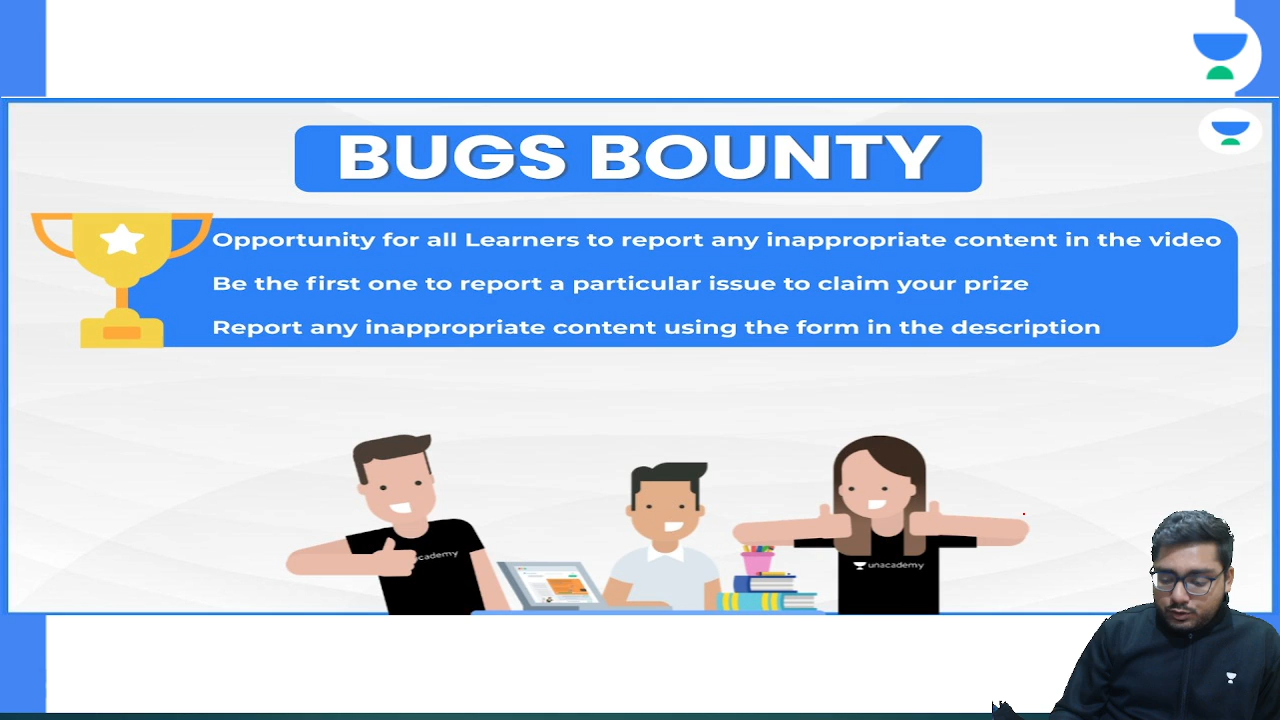 BUGS BOUNTY
Opportunity for all Learners to report any inappropriate content in the video
Be the first one to report a particular issue to claim your prize
Report any inappropriate content using the form in the description
unacademy